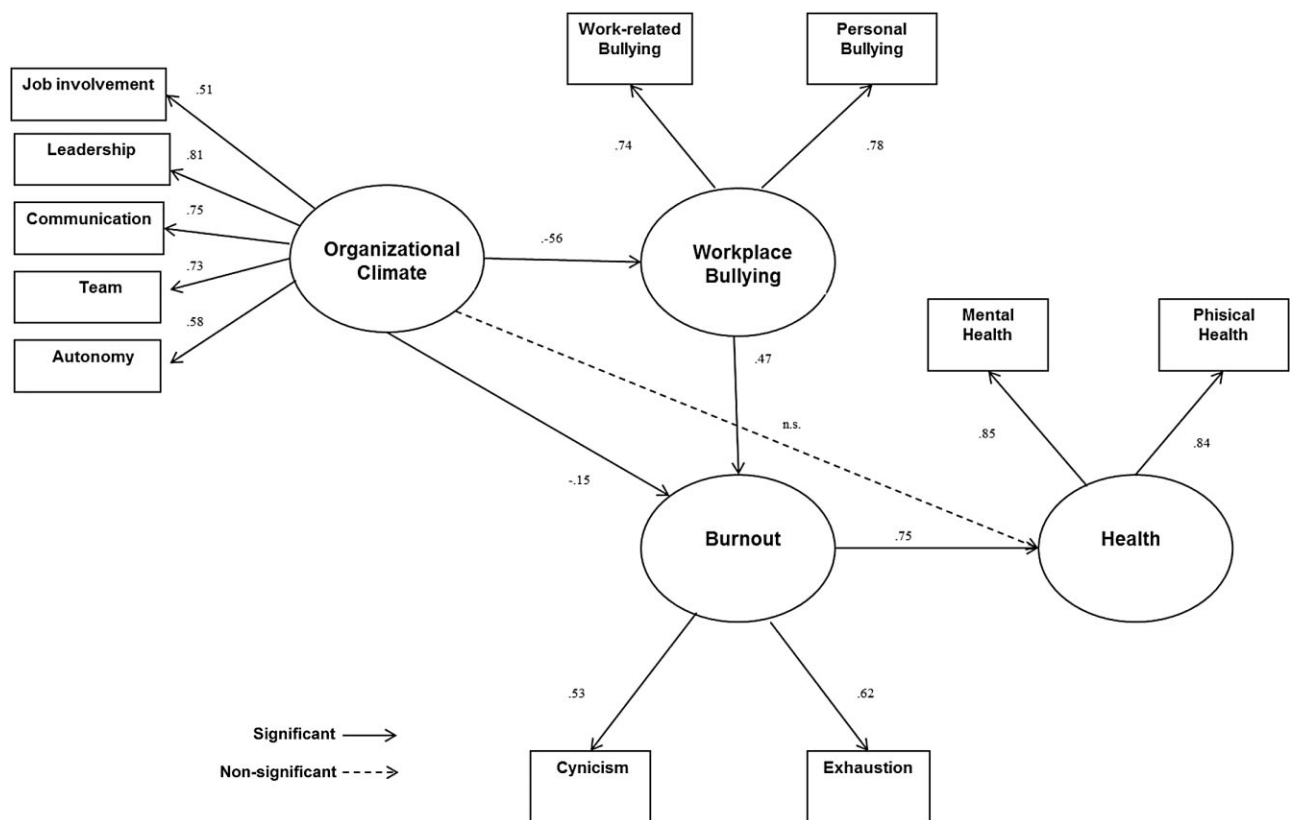 Work-related
Bullying
Personal
Bullying
Job involvement
.51
Leadership
.81
.74
.78
Communication
.75
Organizational
Climate
.-56
Workplace
Bullying
Team
.73
.58
Autonomy
Mental
Health
Phisical
Health
.47
n.s.
.85
.84
-.15
Burnout
.75
Health
.53
.62
Significant
Non-significant
Cynicism
Exhaustion